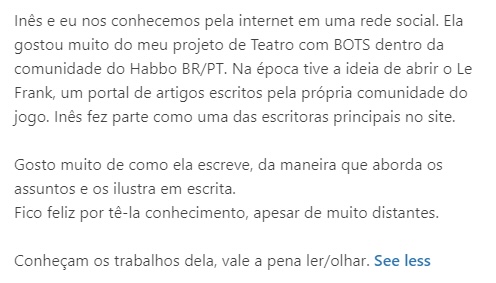 Inês e eu nos conhecemos pela internet em uma rede social. Ela
gostou muito do meu projeto de Teatro com BOTS dentro da
comunidade do Habbo BR/PT. Na época tive a ideia de abrir o Le
Frank, um portal de artigos escritos pela própria comunidade do
jogo. Inês fez parte como uma das escritoras principais no site.
Gosto muito de como ela escreve, da maneira que aborda os
assuntos e os ilustra em escrita.
Fico feliz por tê-la conhecimento, apesar de muito distantes.
Conheçam os trabalhos dela, vale a pena ler/olhar. See less